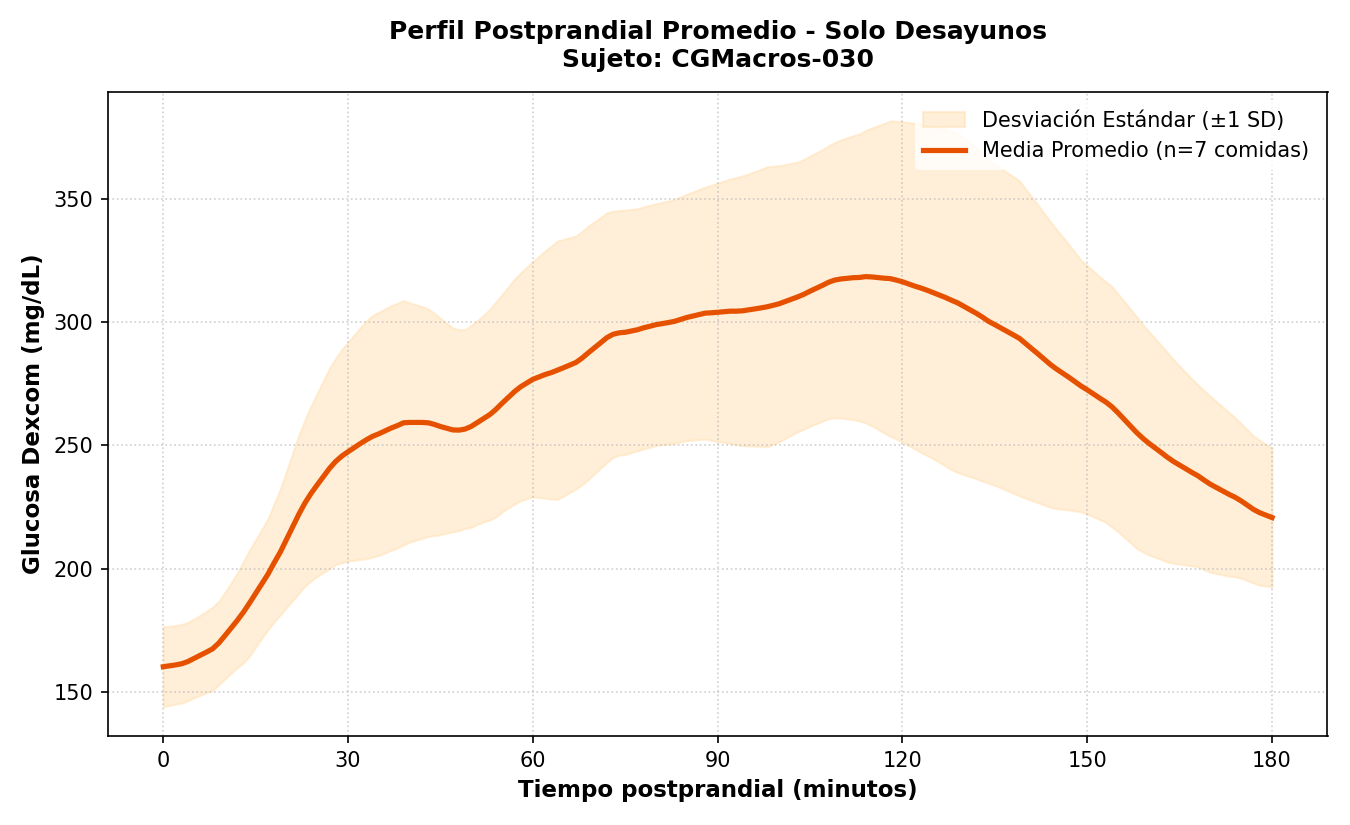 Perfil Postprandial Promedio - Solo Desayunos
Sujeto: CGMacros-030
Desviación Estándar (±1 SD)
Media Promedio (n=7 comidas)
Glucosa Dexcom (mg/dL)
350
300
250
200
150
0 30 60 90 120 150 180
Tiempo postprandial (minutos)